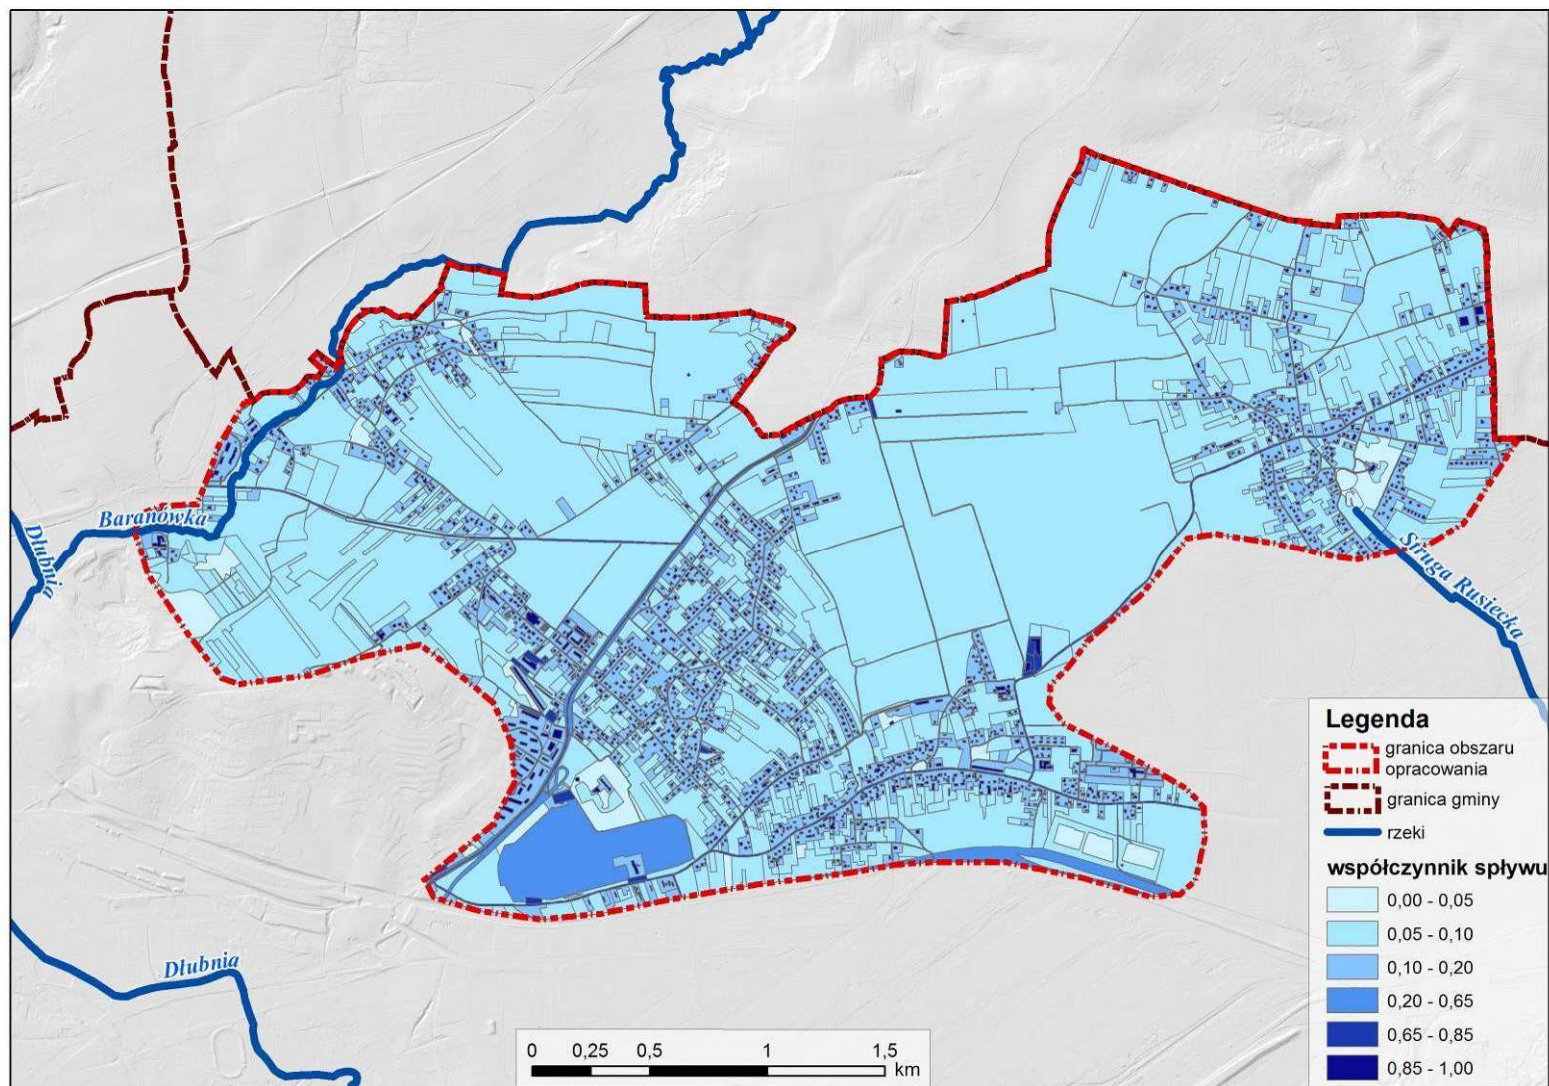 Baranówka
Dłubnia
Struga Rusiecka
Dłubnia
Legenda
granica obszaru
opracowania
granica gminy
rzeki
współczynnik spływu
0,00 - 0,05
0,05 - 0,10
0,10 - 0,20
0,20 - 0,65
0,65 - 0,85
0,85 - 1,00
0 0,25 0,5 1 1,5
km